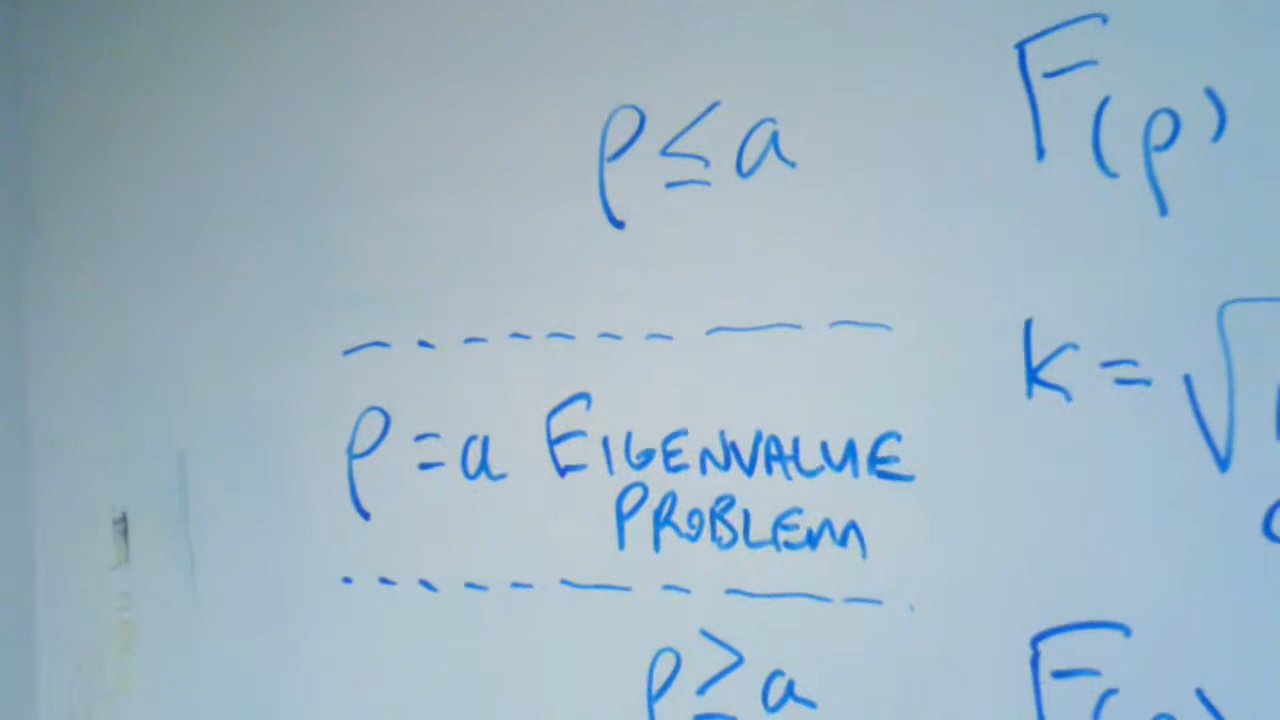 ρ ≤ a F(ρ)
k = √
ρ = a EIGENVALUE
PROBLEM
ρ ≥ a F(ρ)